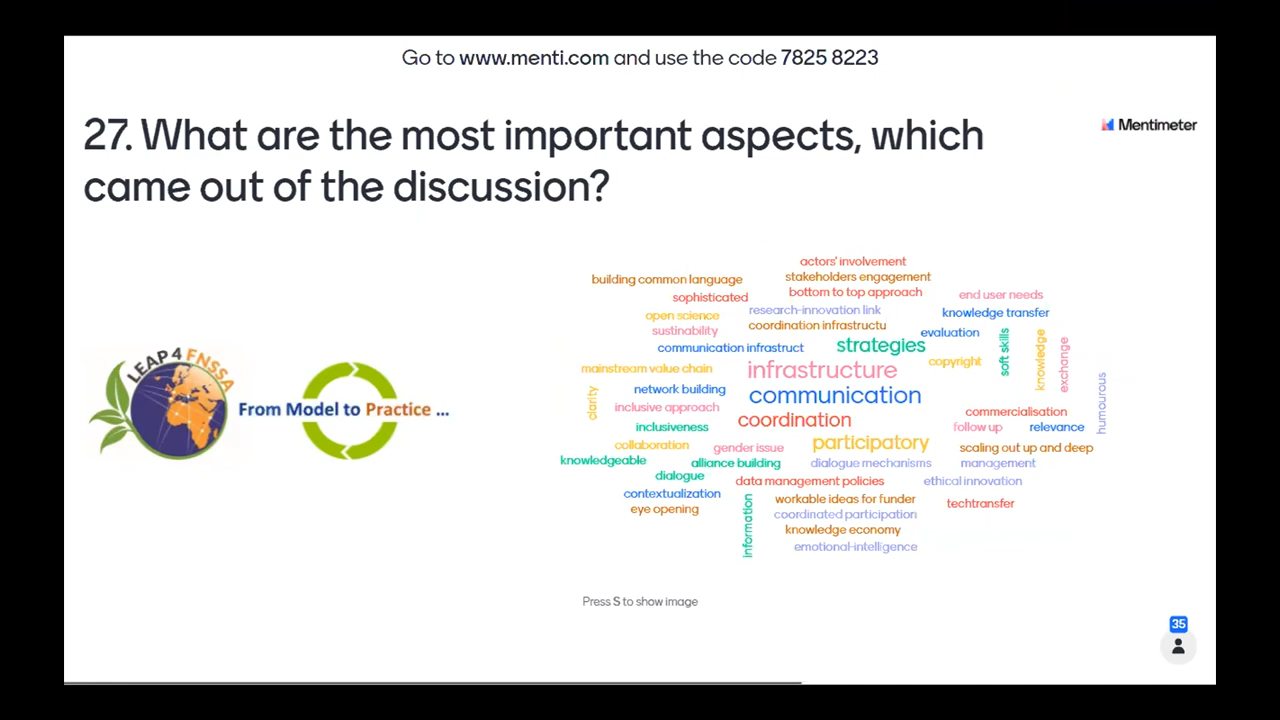 Go to www.menti.com and use the code 7825 8223
27. What are the most important aspects, which
came out of the discussion?
Mentimeter
LEAP4FNSSA
From Model to Practice ...
actors' involvement
building common language
stakeholders engagement
sophisticated
bottom to top approach
end user needs
open science
research-innovation link
knowledge transfer
sustinability
coordination infrastructu
evaluation
communication infrastruct
strategies
soft skills
knowledge
exchange
mainstream value chain
infrastructure
copyright
humourous
clarity
network building
communication
inclusive approach
coordination
commercialisation
inclusiveness
follow up
relevance
collaboration
gender issue
participatory
scaling out up and deep
knowledgeable
alliance building
dialogue mechanisms
management
dialogue
data management policies
ethical innovation
contextualization
workable ideas for funder
techtransfer
eye opening
information
coordinated participation
knowledge economy
emotional-intelligence
Press S to show image
35